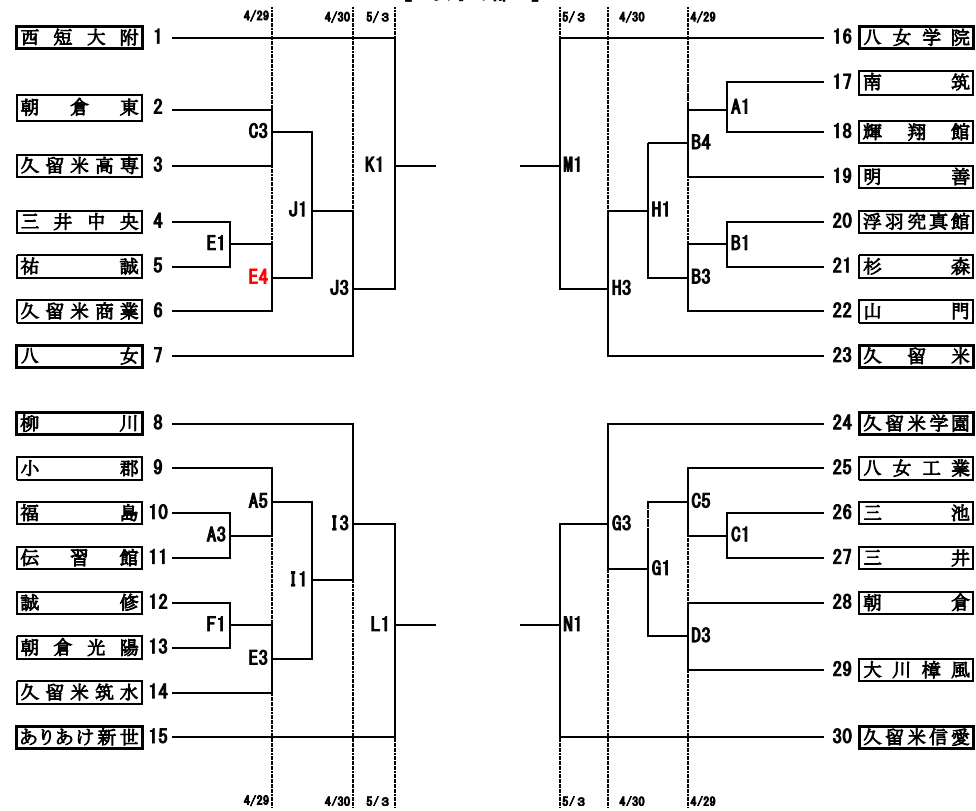 4/29 4/30 5/3 5/3 4/30 4/29
西短大附 1
朝倉東 2
C3
久留米高専 3
K1
三井中央 4
J1
E1
祐誠 5
E4
J3
久留米商業 6
八女 7
16 八女学院
17 南筑
A1
18 輝翔館
B4
M1
19 明善
H1
20 浮羽究真館
B1
21 杉森
B3
H3
22 山門
23 久留米
柳川 8
小郡 9
A5
福島 10
I3
A3
伝習館 11
I1
誠修 12
F1
L1
朝倉光陽 13
E3
久留米筑水 14
ありあけ新世 15
24 久留米学園
25 八女工業
C5
26 三池
G3
C1
27 三井
G1
28 朝倉
N1
D3
29 大川樟風
30 久留米信愛
4/29 4/30 5/3 5/3 4/30 4/29